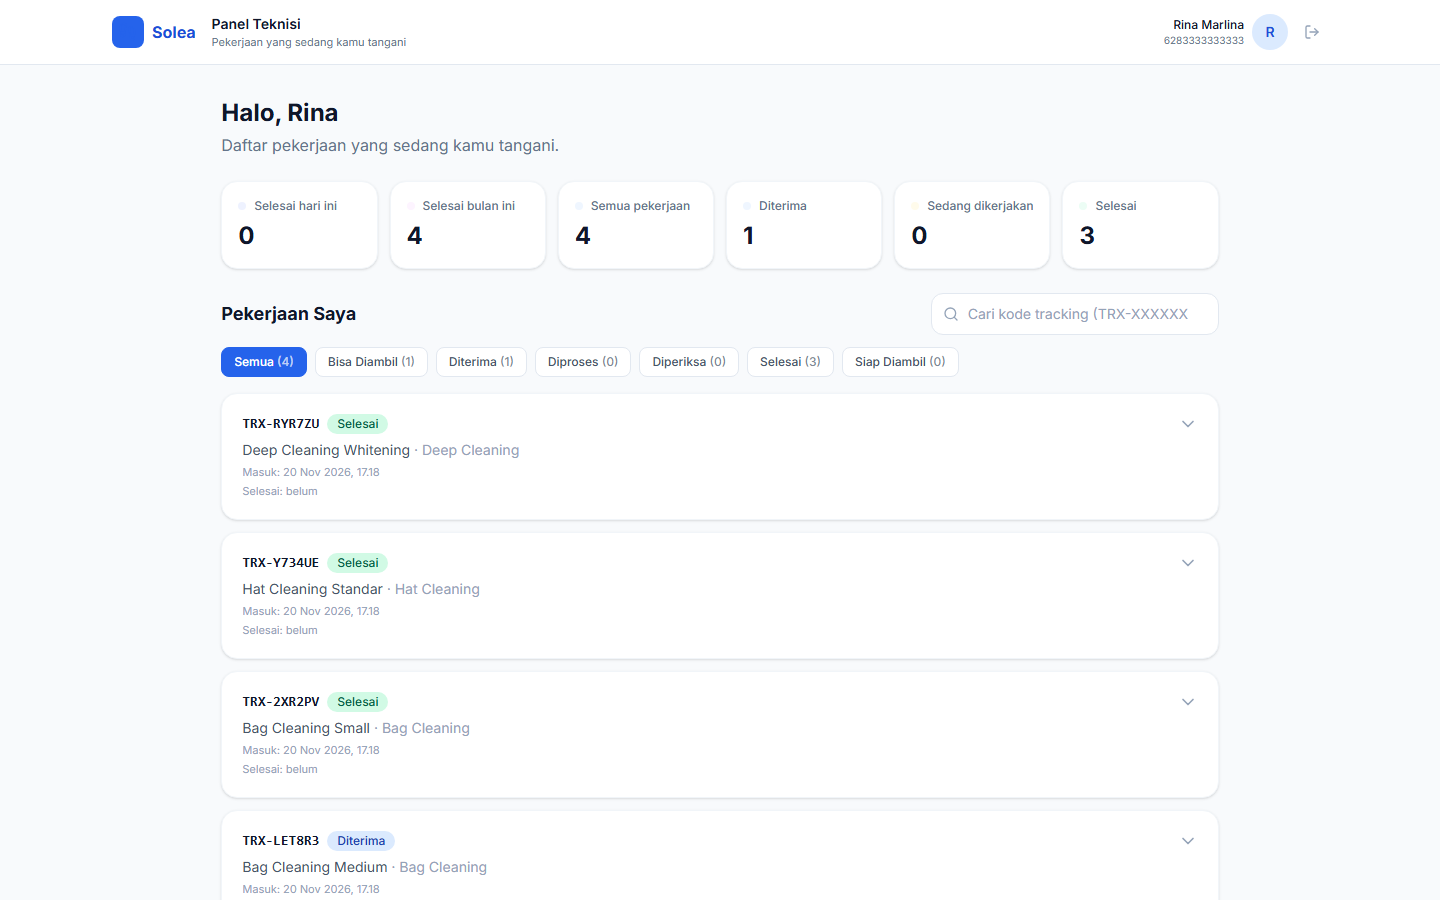 Solea
Panel Teknisi
Pekerjaan yang sedang kamu tangani
Rina Marlina
6283333333333
R
Halo, Rina
Daftar pekerjaan yang sedang kamu tangani.
Selesai hari ini
0
Selesai bulan ini
4
Semua pekerjaan
4
Diterima
1
Sedang dikerjakan
0
Selesai
3
Pekerjaan Saya
Cari kode tracking (TRX-XXXXXX
Semua (4)
Bisa Diambil (1)
Diterima (1)
Diproses (0)
Diperiksa (0)
Selesai (3)
Siap Diambil (0)
TRX-RYR7ZU Selesai
Deep Cleaning Whitening · Deep Cleaning
Masuk: 20 Nov 2026, 17.18
Selesai: belum
TRX-Y734UE Selesai
Hat Cleaning Standar · Hat Cleaning
Masuk: 20 Nov 2026, 17.18
Selesai: belum
TRX-2XR2PV Selesai
Bag Cleaning Small · Bag Cleaning
Masuk: 20 Nov 2026, 17.18
Selesai: belum
TRX-LET8R3 Diterima
Bag Cleaning Medium · Bag Cleaning
Masuk: 20 Nov 2026, 17.18